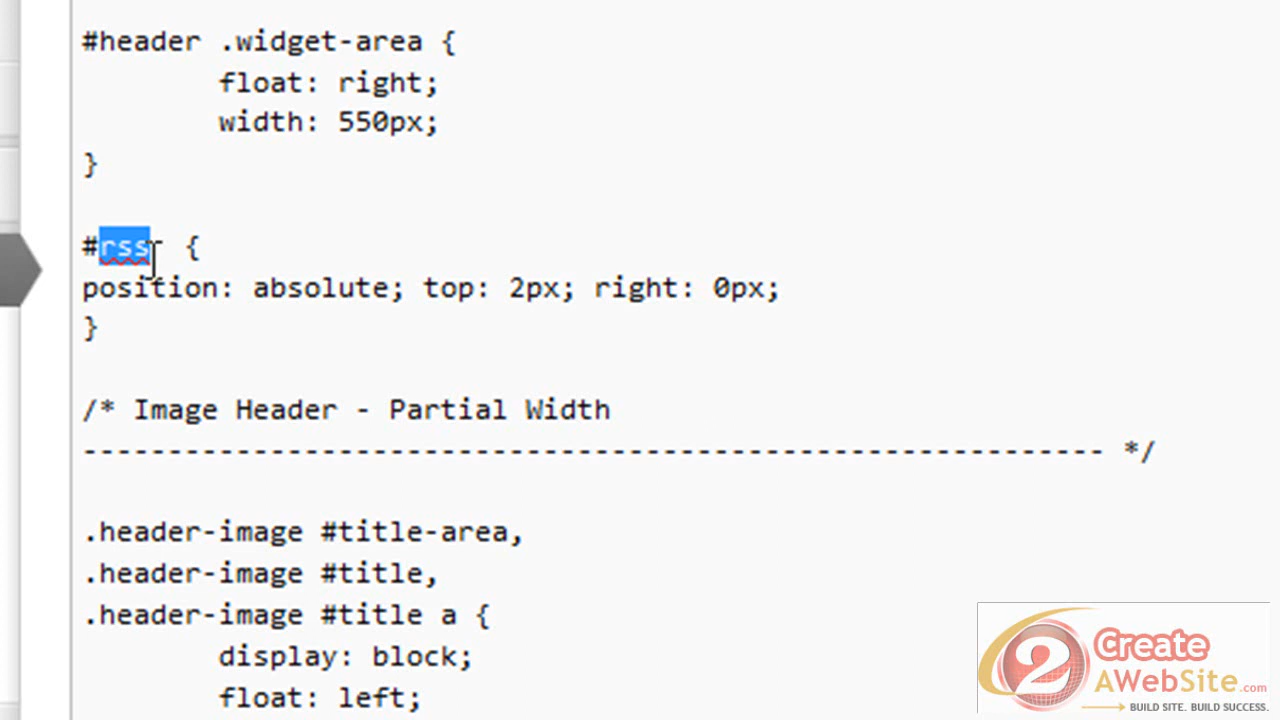 #header .widget-area {
float: right;
width: 550px;
}
#rss {
position: absolute; top: 2px; right: 0px;
}
/* Image Header - Partial Width
------------------------------------------------------------ */
.header-image #title-area,
.header-image #title,
.header-image #title a {
display: block;
float: left;
2 Create
AWebSite.com
BUILD SITE. BUILD SUCCESS.